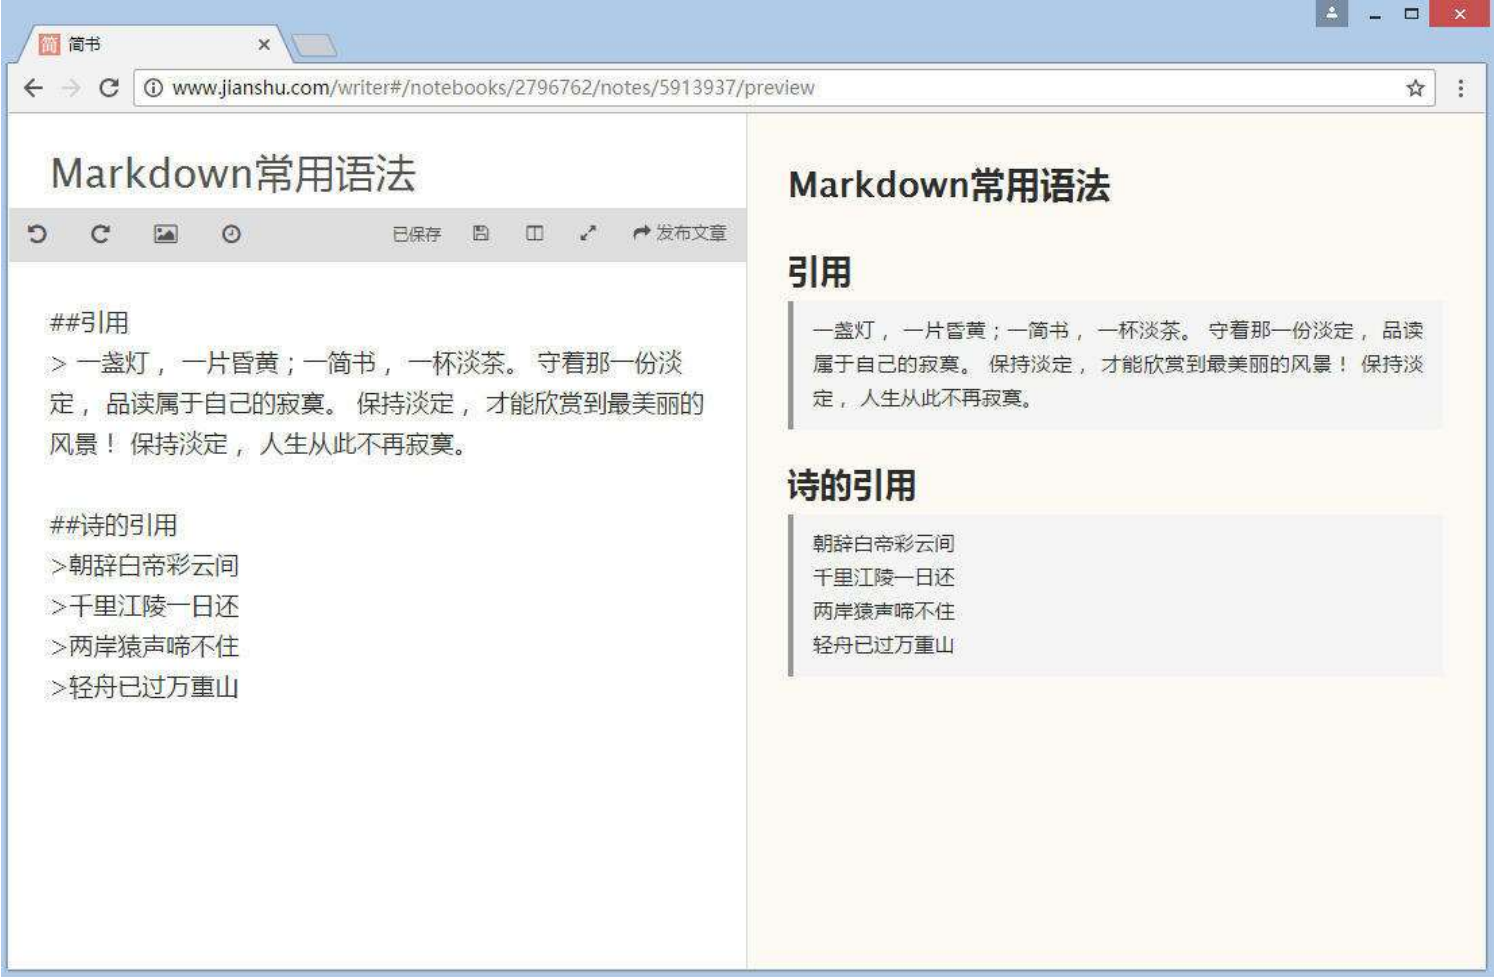 简 简书
www.jianshu.com/writer#/notebooks/2796762/notes/5913937/preview
Markdown常用语法
已保存 发布文章
##引用
> 一盏灯，一片昏黄；一简书，一杯淡茶。 守着那一份淡
定，品读属于自己的寂寞。 保持淡定，才能欣赏到最美丽的
风景！ 保持淡定，人生从此不再寂寞。
##诗的引用
>朝辞白帝彩云间
>千里江陵一日还
>两岸猿声啼不住
>轻舟已过万重山
Markdown常用语法
引用
一盏灯，一片昏黄；一简书，一杯淡茶。 守着那一份淡定，品读
属于自己的寂寞。 保持淡定，才能欣赏到最美丽的风景！ 保持淡
定，人生从此不再寂寞。
诗的引用
朝辞白帝彩云间
千里江陵一日还
两岸猿声啼不住
轻舟已过万重山